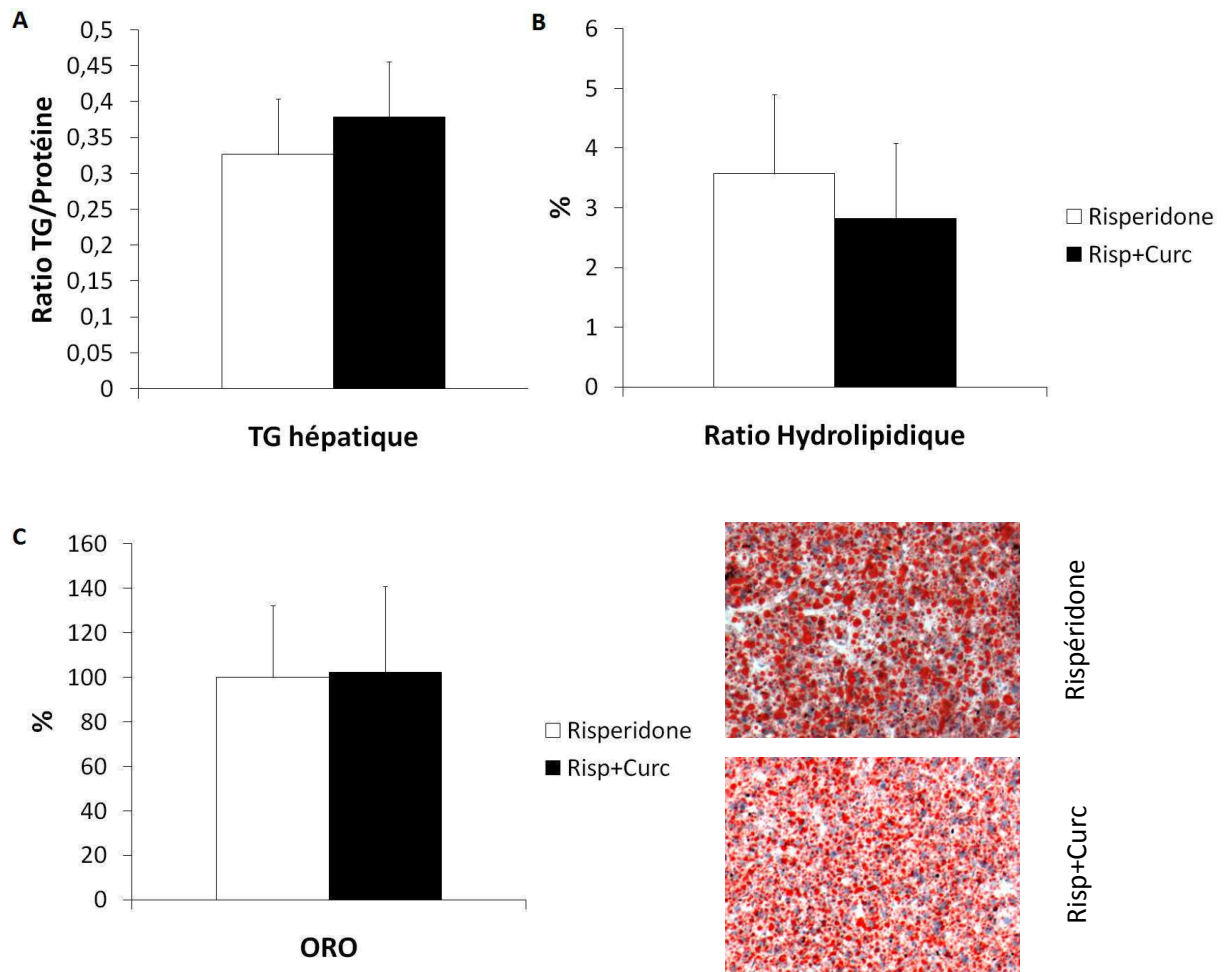 A
0,5
0,45
0,4
0,35
0,3
0,25
0,2
0,15
0,1
0,05
0
Ratio TG/Protéine
TG hépatique
B
6
5
4
3
2
1
0
%
Ratio Hydrolipidique
Risperidone
Risp+Curc
C
160
140
120
100
80
60
40
20
0
%
ORO
Risperidone
Risp+Curc
Rispéridone
Risp+Curc